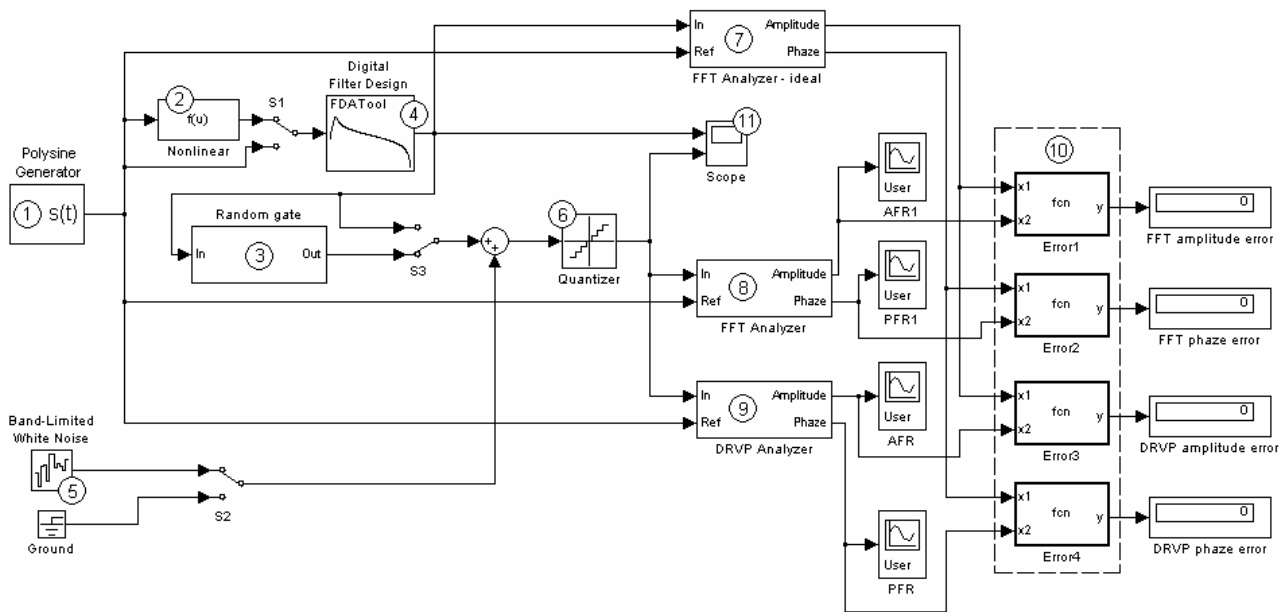 In
Ref
Amplitude
Phaze
7
FFT Analyzer - ideal
Digital
Filter Design
FDATool
4
2
f(u)
Nonlinear
S1
11
Scope
Polysine
Generator
1 s(t)
Random gate
In
3
Out
S3
6
Quantizer
In
Ref
Amplitude
Phaze
8
FFT Analyzer
In
Ref
Amplitude
Phaze
9
DRVP Analyzer
User
AFR1
User
PFR1
User
AFR
User
PFR
10
x1
x2
fcn
y
Error1
0
FFT amplitude error
x1
x2
fcn
y
Error2
0
FFT phaze error
x1
x2
fcn
y
Error3
0
DRVP amplitude error
x1
x2
fcn
y
Error4
0
DRVP phaze error
Band-Limited
White Noise
5
S2
Ground